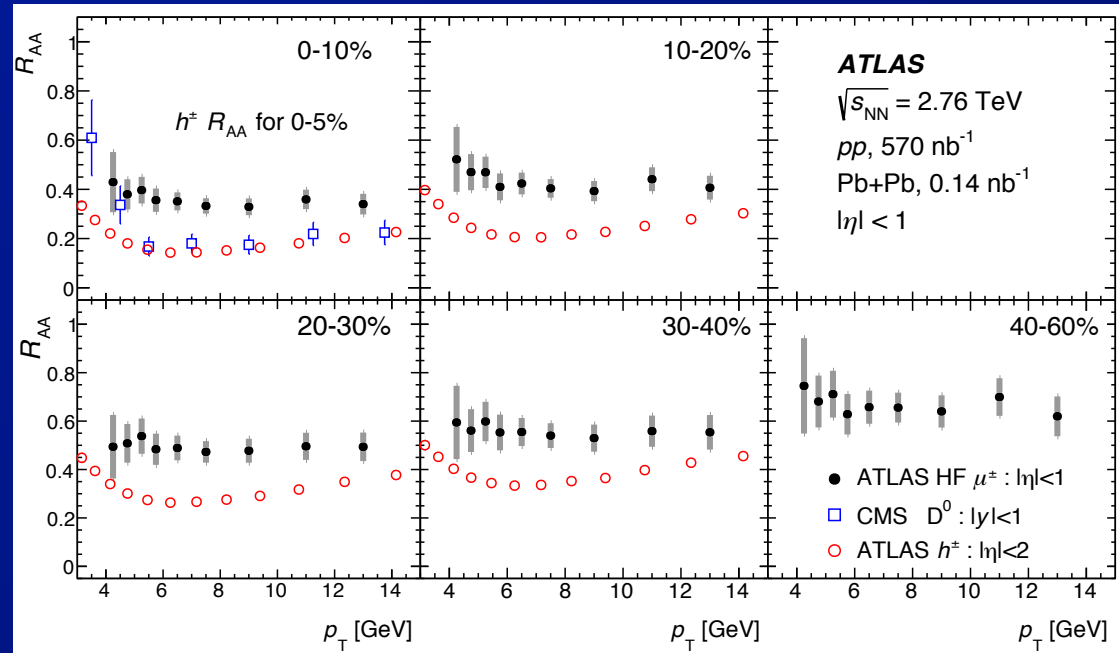 R_AA
1
0.8
0.6
0.4
0.2
0
0-10%
h± R_AA for 0-5%
10-20%
ATLAS
√s_NN = 2.76 TeV
pp, 570 nb⁻¹
Pb+Pb, 0.14 nb⁻¹
|η| < 1
R_AA
1
0.8
0.6
0.4
0.2
0
20-30%
30-40%
40-60%
ATLAS HF μ± : |η|<1
CMS D⁰ : |y|<1
ATLAS h± : |η|<2
4 6 8 10 12 14
4 6 8 10 12 14
4 6 8 10 12 14
p_T [GeV]
p_T [GeV]
p_T [GeV]